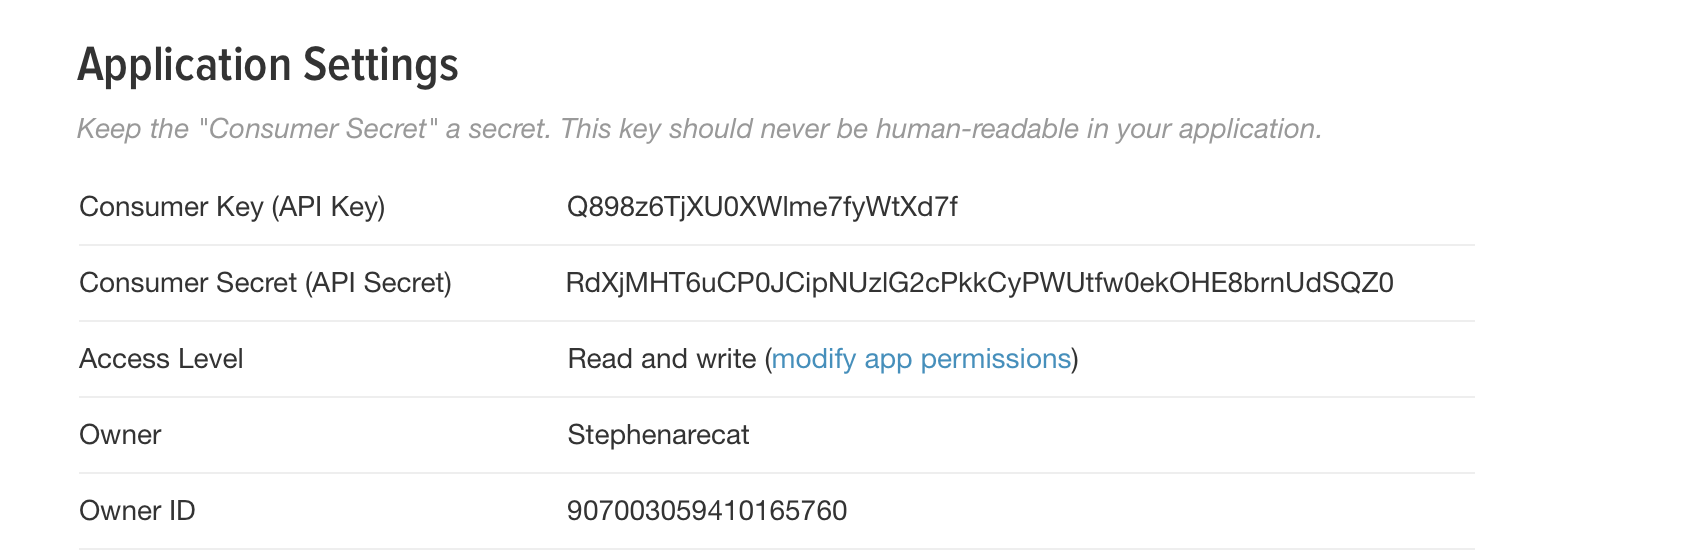 Application Settings
Keep the "Consumer Secret" a secret. This key should never be human-readable in your application.
Consumer Key (API Key) Q898z6TjXU0XWlme7fyWtXd7f
Consumer Secret (API Secret) RdXjMHT6uCP0JCipNUzlG2cPkkCyPWUtfw0ekOHE8brnUdSQZ0
Access Level Read and write (modify app permissions)
Owner Stephenarecat
Owner ID 907003059410165760